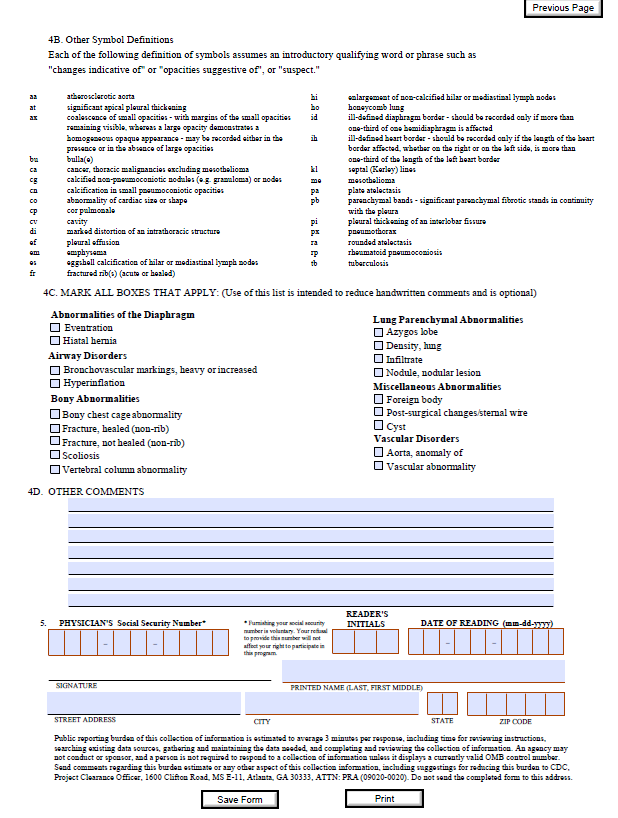 Previous Page
4B. Other Symbol Definitions
Each of the following definition of symbols assumes an introductory qualifying word or phrase such as
"changes indicative of" or "opacities suggestive of", or "suspect."
aa atherosclerotic aorta
at significant apical pleural thickening
ax coalescence of small opacities - with margins of the small opacities
remaining visible, whereas a large opacity demonstrates a
homogeneous opaque appearance - may be recorded either in the
presence or in the absence of large opacities
bu bulla(e)
ca cancer, thoracic malignancies excluding mesothelioma
cg calcified non-pneumoconiotic nodules (e.g. granuloma) or nodes
cn calcification in small pneumoconiotic opacities
co abnormality of cardiac size or shape
cp cor pulmonale
cv cavity
di marked distortion of an intrathoracic structure
ef pleural effusion
em emphysema
es eggshell calcification of hilar or mediastinal lymph nodes
fr fractured rib(s) (acute or healed)
hi enlargement of non-calcified hilar or mediastinal lymph nodes
ho honeycomb lung
id ill-defined diaphragm border - should be recorded only if more than
one-third of one hemidiaphragm is affected
ih ill-defined heart border - should be recorded only if the length of the heart
border affected, whether on the right or on the left side, is more than
one-third of the length of the left heart border
kl septal (Kerley) lines
me mesothelioma
pa plate atelectasis
pb parenchymal bands - significant parenchymal fibrotic stands in continuity
with the pleura
pi pleural thickening of an interlobar fissure
px pneumothorax
ra rounded atelectasis
rp rheumatoid pneumoconiosis
tb tuberculosis
4C. MARK ALL BOXES THAT APPLY: (Use of this list is intended to reduce handwritten comments and is optional)
Abnormalities of the Diaphragm
Eventration
Hiatal hernia
Airway Disorders
Bronchovascular markings, heavy or increased
Hyperinflation
Bony Abnormalities
Bony chest cage abnormality
Fracture, healed (non-rib)
Fracture, not healed (non-rib)
Scoliosis
Vertebral column abnormality
Lung Parenchymal Abnormalities
Azygos lobe
Density, lung
Infiltrate
Nodule, nodular lesion
Miscellaneous Abnormalities
Foreign body
Post-surgical changes/sternal wire
Cyst
Vascular Disorders
Aorta, anomaly of
Vascular abnormality
4D. OTHER COMMENTS
5. PHYSICIAN'S Social Security Number*
* Furnishing your social security
number is voluntary. Your refusal
to provide this number will not
affect your right to participate in
this program.
READER'S
INITIALS
DATE OF READING (mm-dd-yyyy)
- - - -
SIGNATURE
PRINTED NAME (LAST, FIRST MIDDLE)
STREET ADDRESS CITY STATE ZIP CODE
Public reporting burden of this collection of information is estimated to average 3 minutes per response, including time for reviewing instructions,
searching existing data sources, gathering and maintaining the data needed, and completing and reviewing the collection of information. An agency may
not conduct or sponsor, and a person is not required to respond to a collection of information unless it displays a currently valid OMB control number.
Send comments regarding this burden estimate or any other aspect of this collection information, including suggestions for reducing this burden to CDC,
Project Clearance Officer, 1600 Clifton Road, MS E-11, Atlanta, GA 30333, ATTN: PRA (09020-0020). Do not send the completed form to this address.
Save Form Print